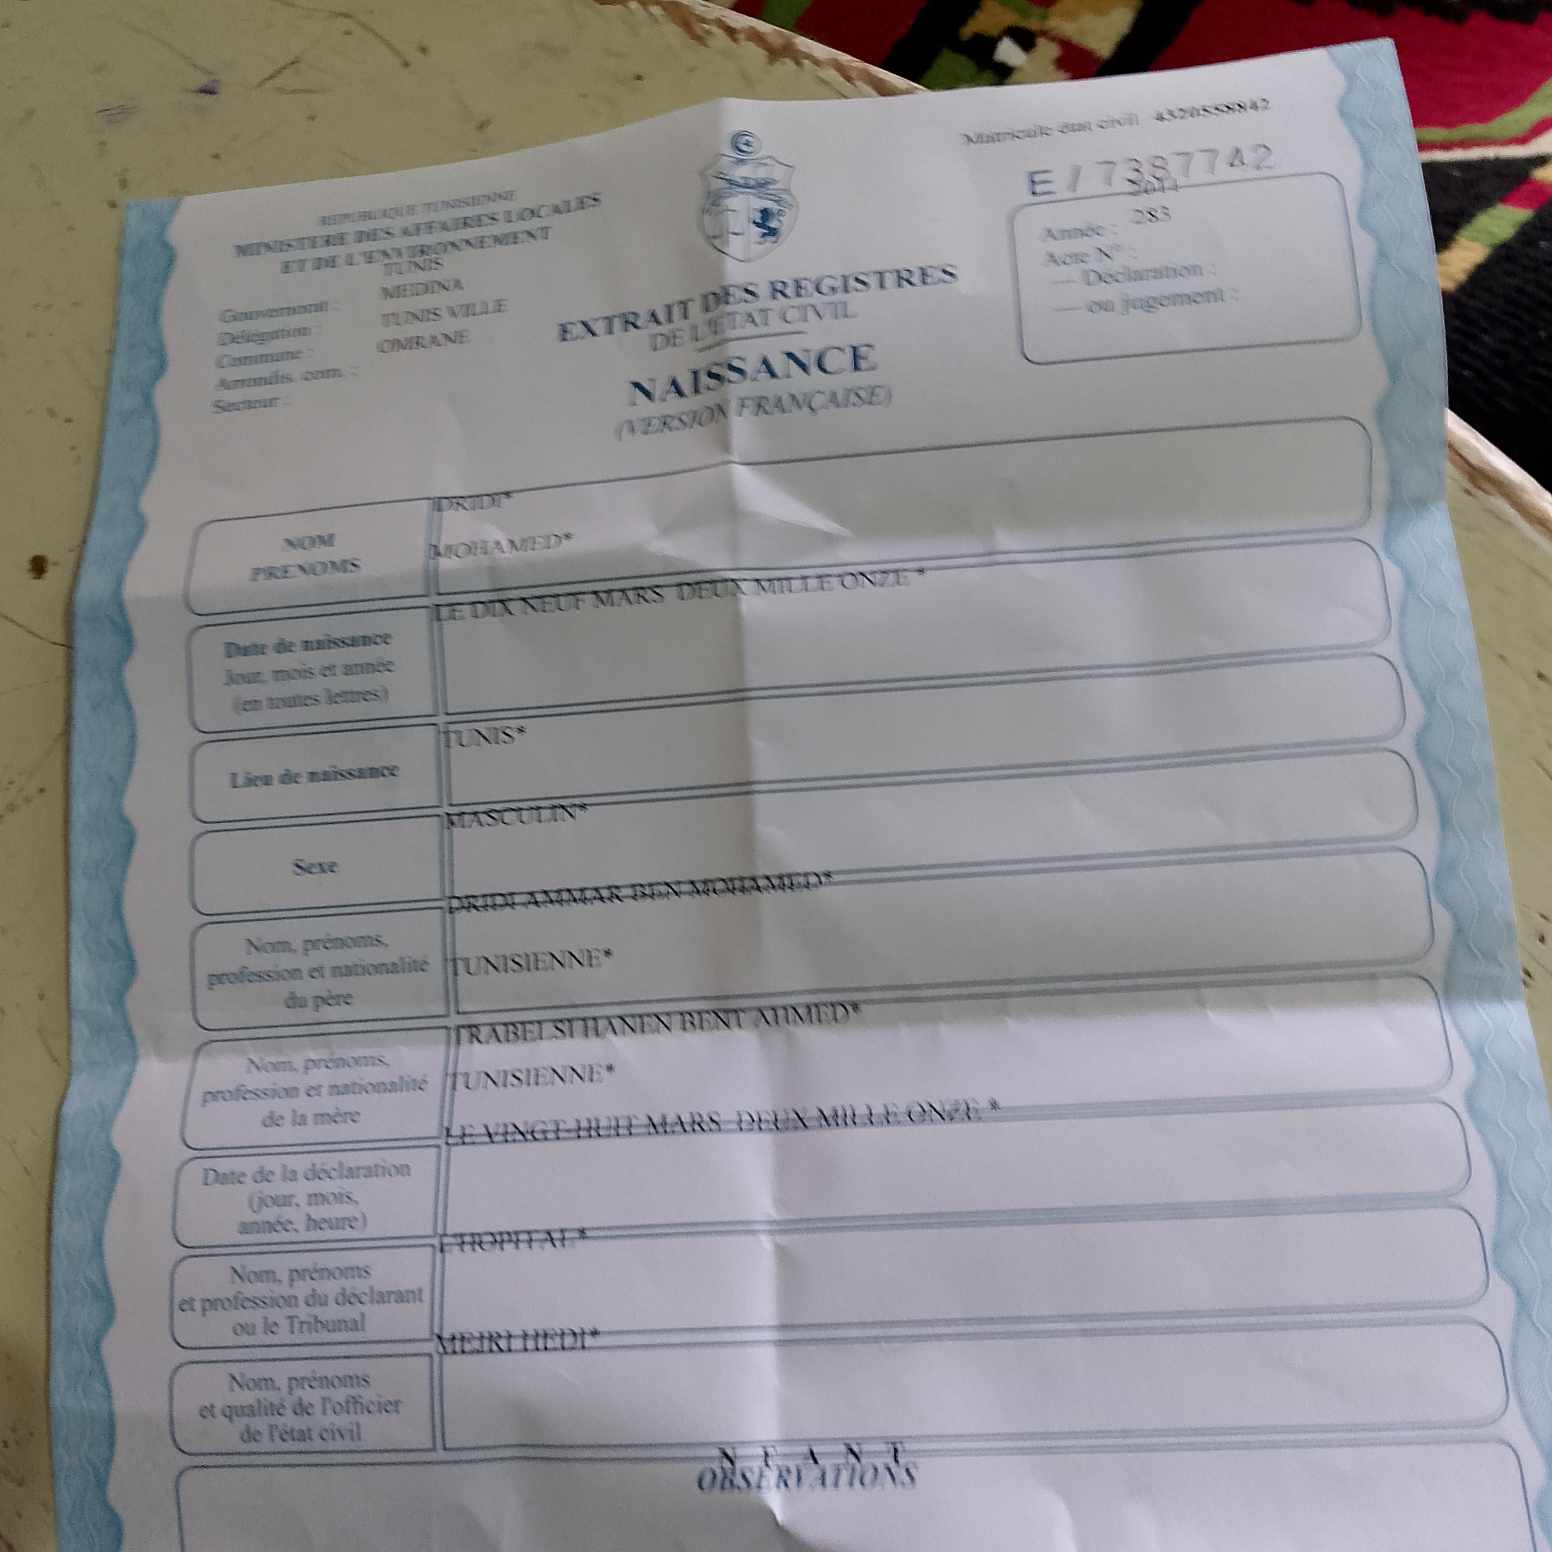 Matricule état civil 4320558842
E / 7387742
REPUBLIQUE TUNISIENNE
MINISTERE DES AFFAIRES LOCALES
ET DE L'ENVIRONNEMENT
TUNIS
Gouvernorat :
MEDINA
Délégation :
TUNIS VILLE
Commune :
OMRANE
Arrondis. com. :
Secteur :
EXTRAIT DES REGISTRES
DE L'ETAT CIVIL
NAISSANCE
(VERSION FRANÇAISE)
2011
Année :
283
Acte N° :
— Déclaration :
— ou jugement :
DRIDI*
NOM
MOHAMED*
PRENOMS
LE DIX NEUF MARS DEUX MILLE ONZE *
Date de naissance
Jour, mois et année
(en toutes lettres)
TUNIS*
Lieu de naissance
MASCULIN*
Sexe
DRIDI AMMAR BEN MOHAMED*
Nom, prénoms,
profession et nationalité
TUNISIENNE*
du père
TRABELSI HANEN BENT AHMED*
Nom, prénoms,
profession et nationalité
TUNISIENNE*
de la mère
LE VINGT HUIT MARS DEUX MILLE ONZE *
Date de la déclaration
(jour, mois,
année, heure)
L'HOPITAL*
Nom, prénoms
et profession du déclarant
ou le Tribunal
MEJRI HEDI*
Nom, prénoms
et qualité de l'officier
de l'état civil
N E A N T
OBSERVATIONS